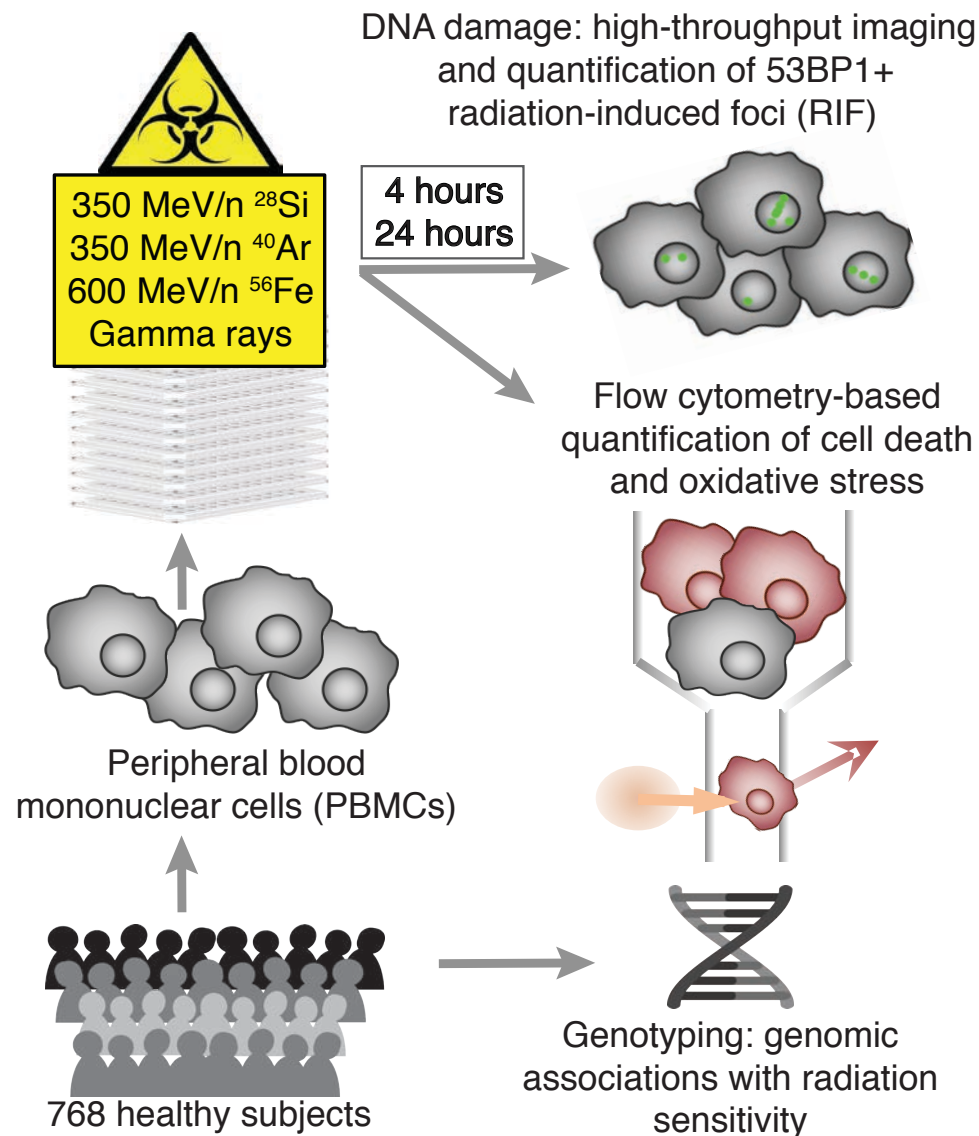 DNA damage: high-throughput imaging
and quantification of 53BP1+
radiation-induced foci (RIF)
350 MeV/n ²⁸Si
350 MeV/n ⁴⁰Ar
600 MeV/n ⁵⁶Fe
Gamma rays
4 hours
24 hours
Flow cytometry-based
quantification of cell death
and oxidative stress
Peripheral blood
mononuclear cells (PBMCs)
768 healthy subjects
Genotyping: genomic
associations with radiation
sensitivity